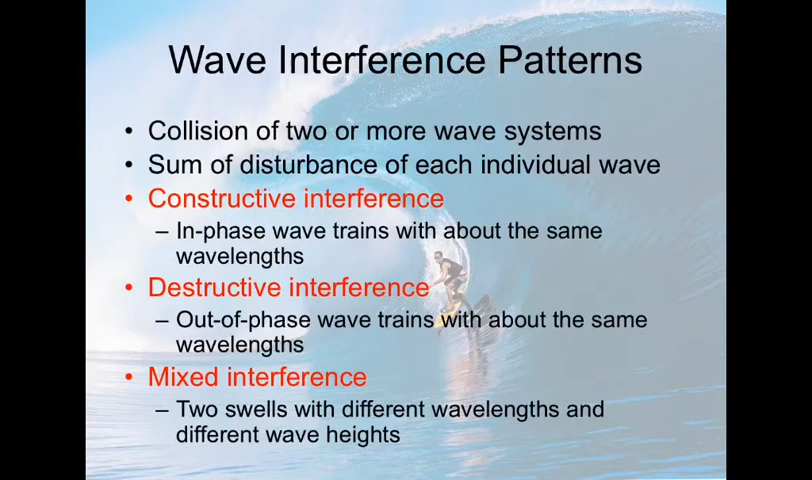 Wave Interference Patterns
• Collision of two or more wave systems
• Sum of disturbance of each individual wave
• Constructive interference
– In-phase wave trains with about the same
wavelengths
• Destructive interference
– Out-of-phase wave trains with about the same
wavelengths
• Mixed interference
– Two swells with different wavelengths and
different wave heights